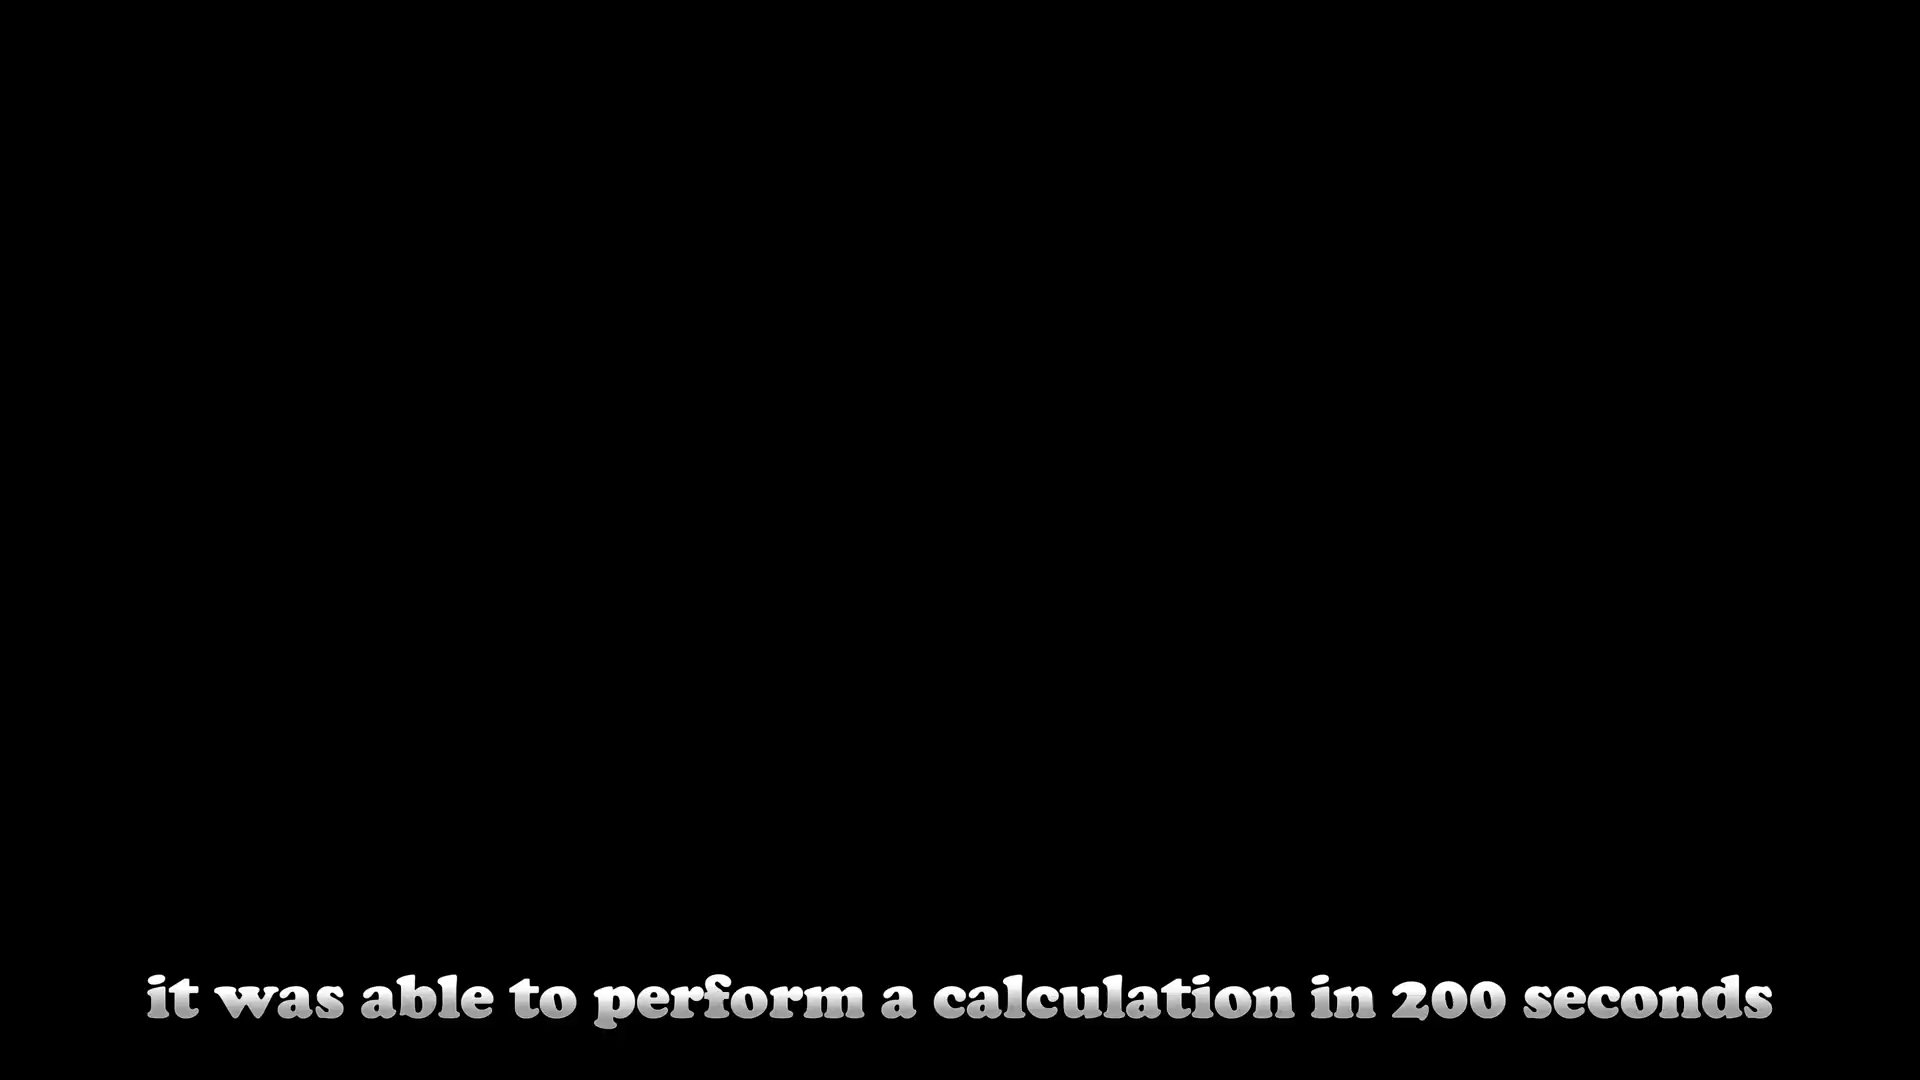 it was able to perform a calculation in 200 seconds